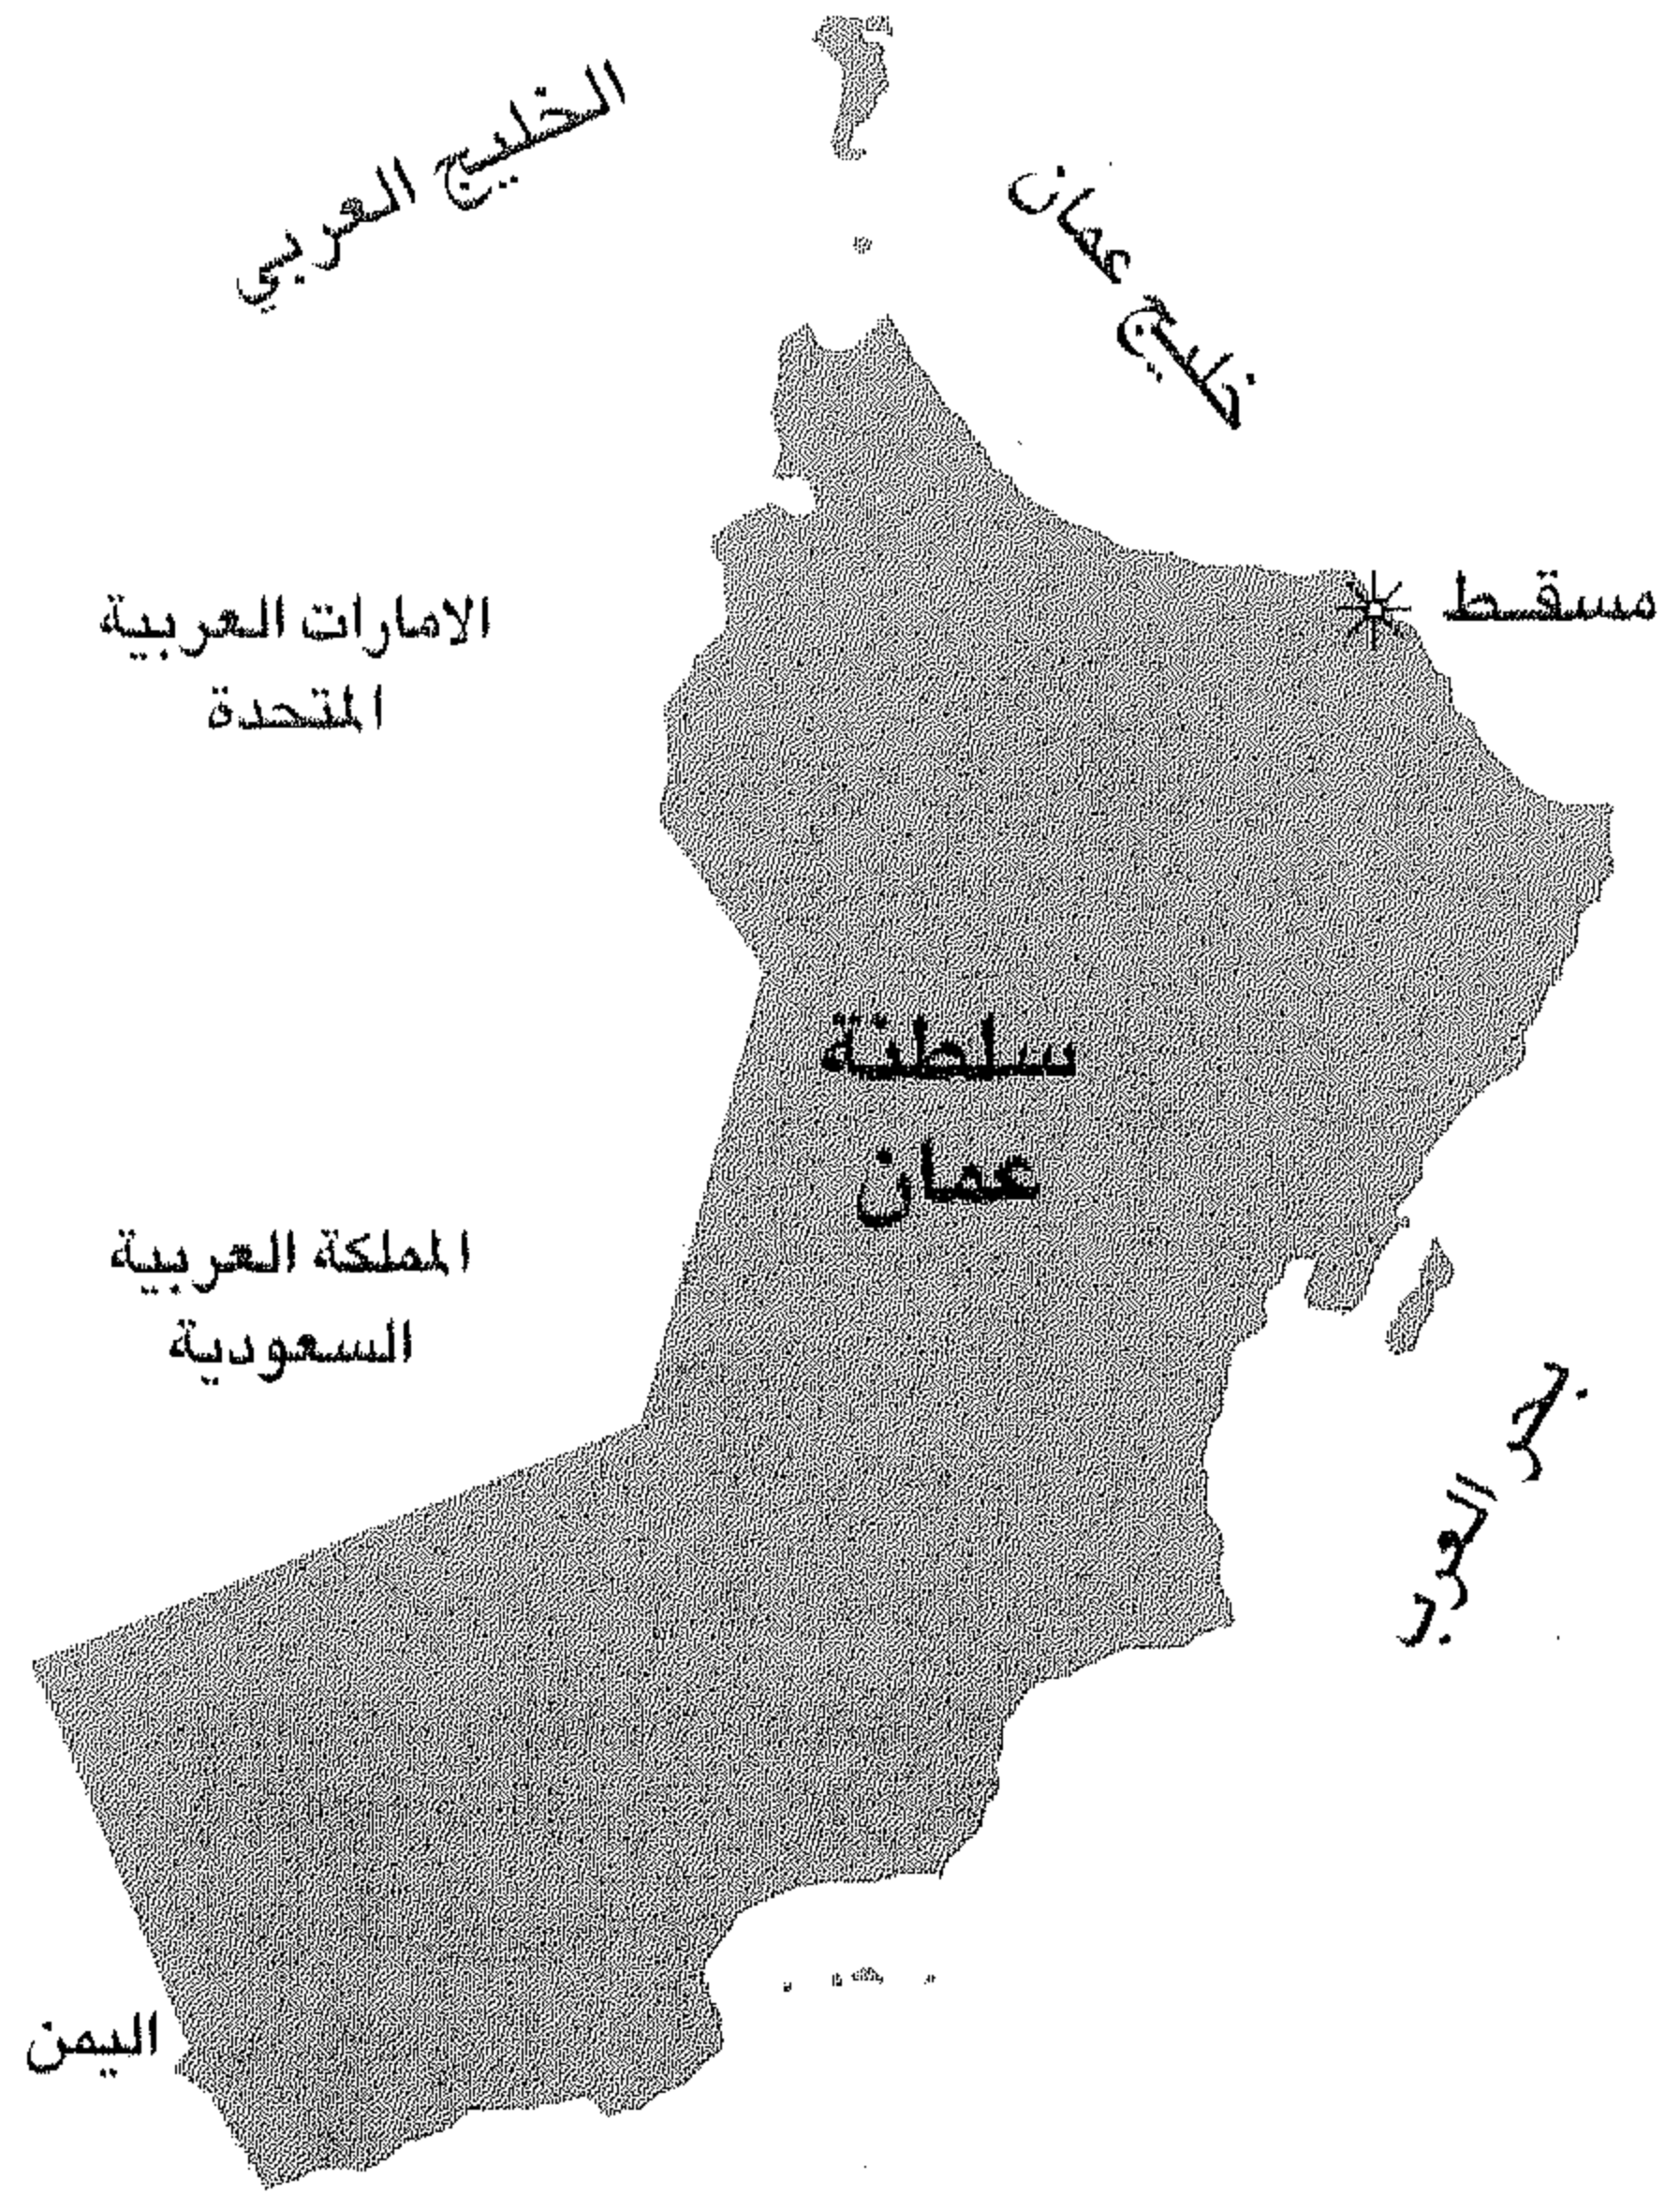 الخليج العربي
خليج عمان
مسقط
الامارات العربية
المتحدة
سلطنة
عمان
المملكة العربية
السعودية
بحر العرب
اليمن